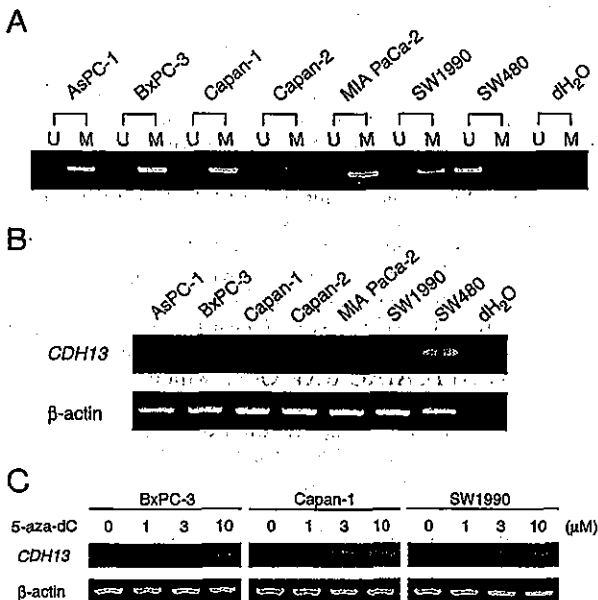 A
AsPC-1 BxPC-3 Capan-1 Capan-2 MIA PaCa-2 SW1990 SW480 dH₂O
U M U M U M U M U M U M U M U M
B
AsPC-1 BxPC-3 Capan-1 Capan-2 MIA PaCa-2 SW1990 SW480 dH₂O
CDH13
β-actin
C
BxPC-3 Capan-1 SW1990
5-aza-dC 0 1 3 10 0 1 3 10 0 1 3 10 (μM)
CDH13
β-actin